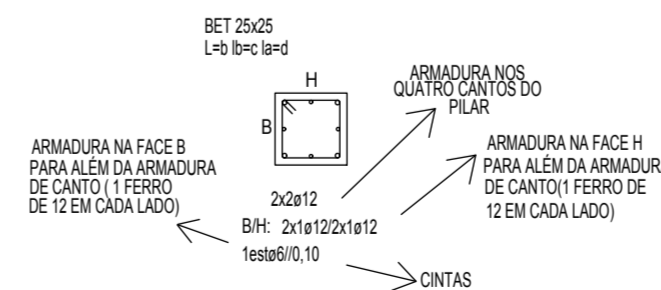 BET 25x25
L=b lb=c la=d
H
B
ARMADURA NOS
QUATRO CANTOS DO
PILAR
ARMADURA NA FACE B
PARA ALÉM DA ARMADURA
DE CANTO ( 1 FERRO
DE 12 EM CADA LADO)
ARMADURA NA FACE H
PARA ALÉM DA ARMADUR
DE CANTO(1 FERRO DE
12 EM CADA LADO)
2x2ø12
B/H: 2x1ø12/2x1ø12
1estø6//0,10
CINTAS